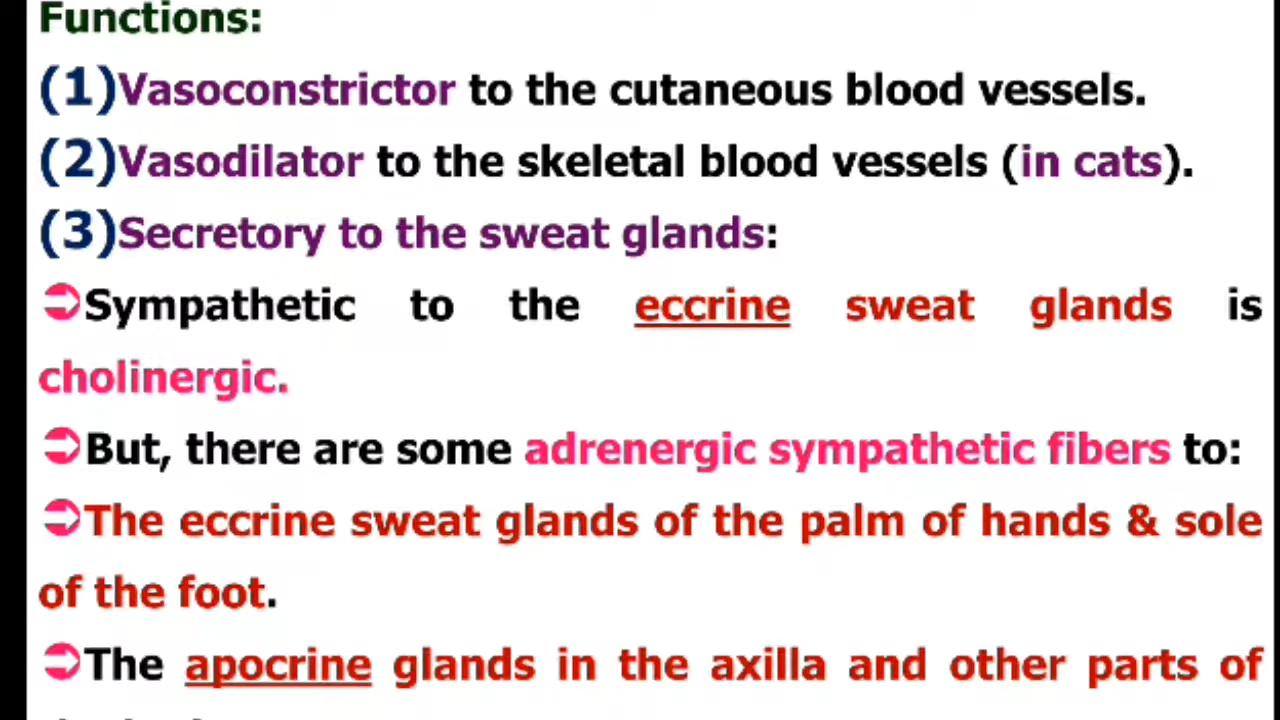 Functions:
(1)Vasoconstrictor to the cutaneous blood vessels.
(2)Vasodilator to the skeletal blood vessels (in cats).
(3)Secretory to the sweat glands:
➲Sympathetic to the eccrine sweat glands is
cholinergic.
➲But, there are some adrenergic sympathetic fibers to:
➲The eccrine sweat glands of the palm of hands & sole
of the foot.
➲The apocrine glands in the axilla and other parts of